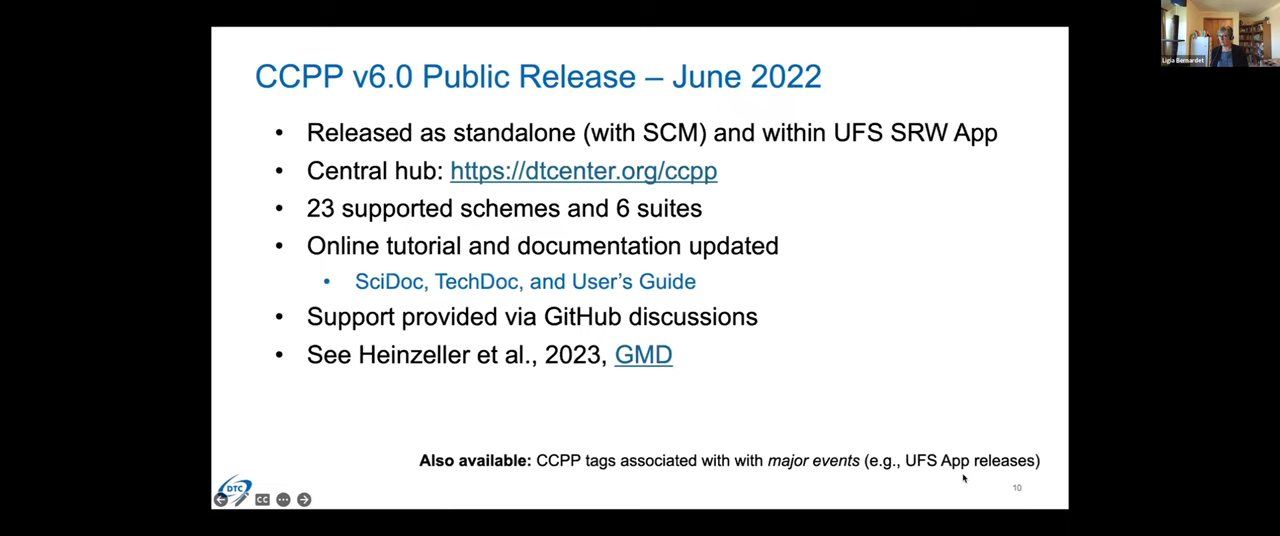 CCPP v6.0 Public Release – June 2022
• Released as standalone (with SCM) and within UFS SRW App
• Central hub: https://dtcenter.org/ccpp
• 23 supported schemes and 6 suites
• Online tutorial and documentation updated
• SciDoc, TechDoc, and User's Guide
• Support provided via GitHub discussions
• See Heinzeller et al., 2023, GMD
Also available: CCPP tags associated with with major events (e.g., UFS App releases)
DTC
CC
10
Ligia Bernardet